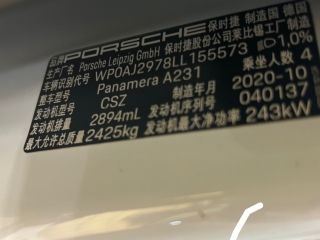 品牌 PORSCHE 保时捷 制造国 德国
生产厂名 Porsche Leipzig GmbH 保时捷股份公司莱比锡工厂制造
车辆识别代号 WP0AJ2978LL155573 1,0%
整车型号 Panamera A231 乘坐人数 4
发动机型号 CSZ 制造年月 2020-10
发动机排量 2894mL 发动机序列号 040137
最大允许总质量 2425kg 发动机最大净功率 243kW